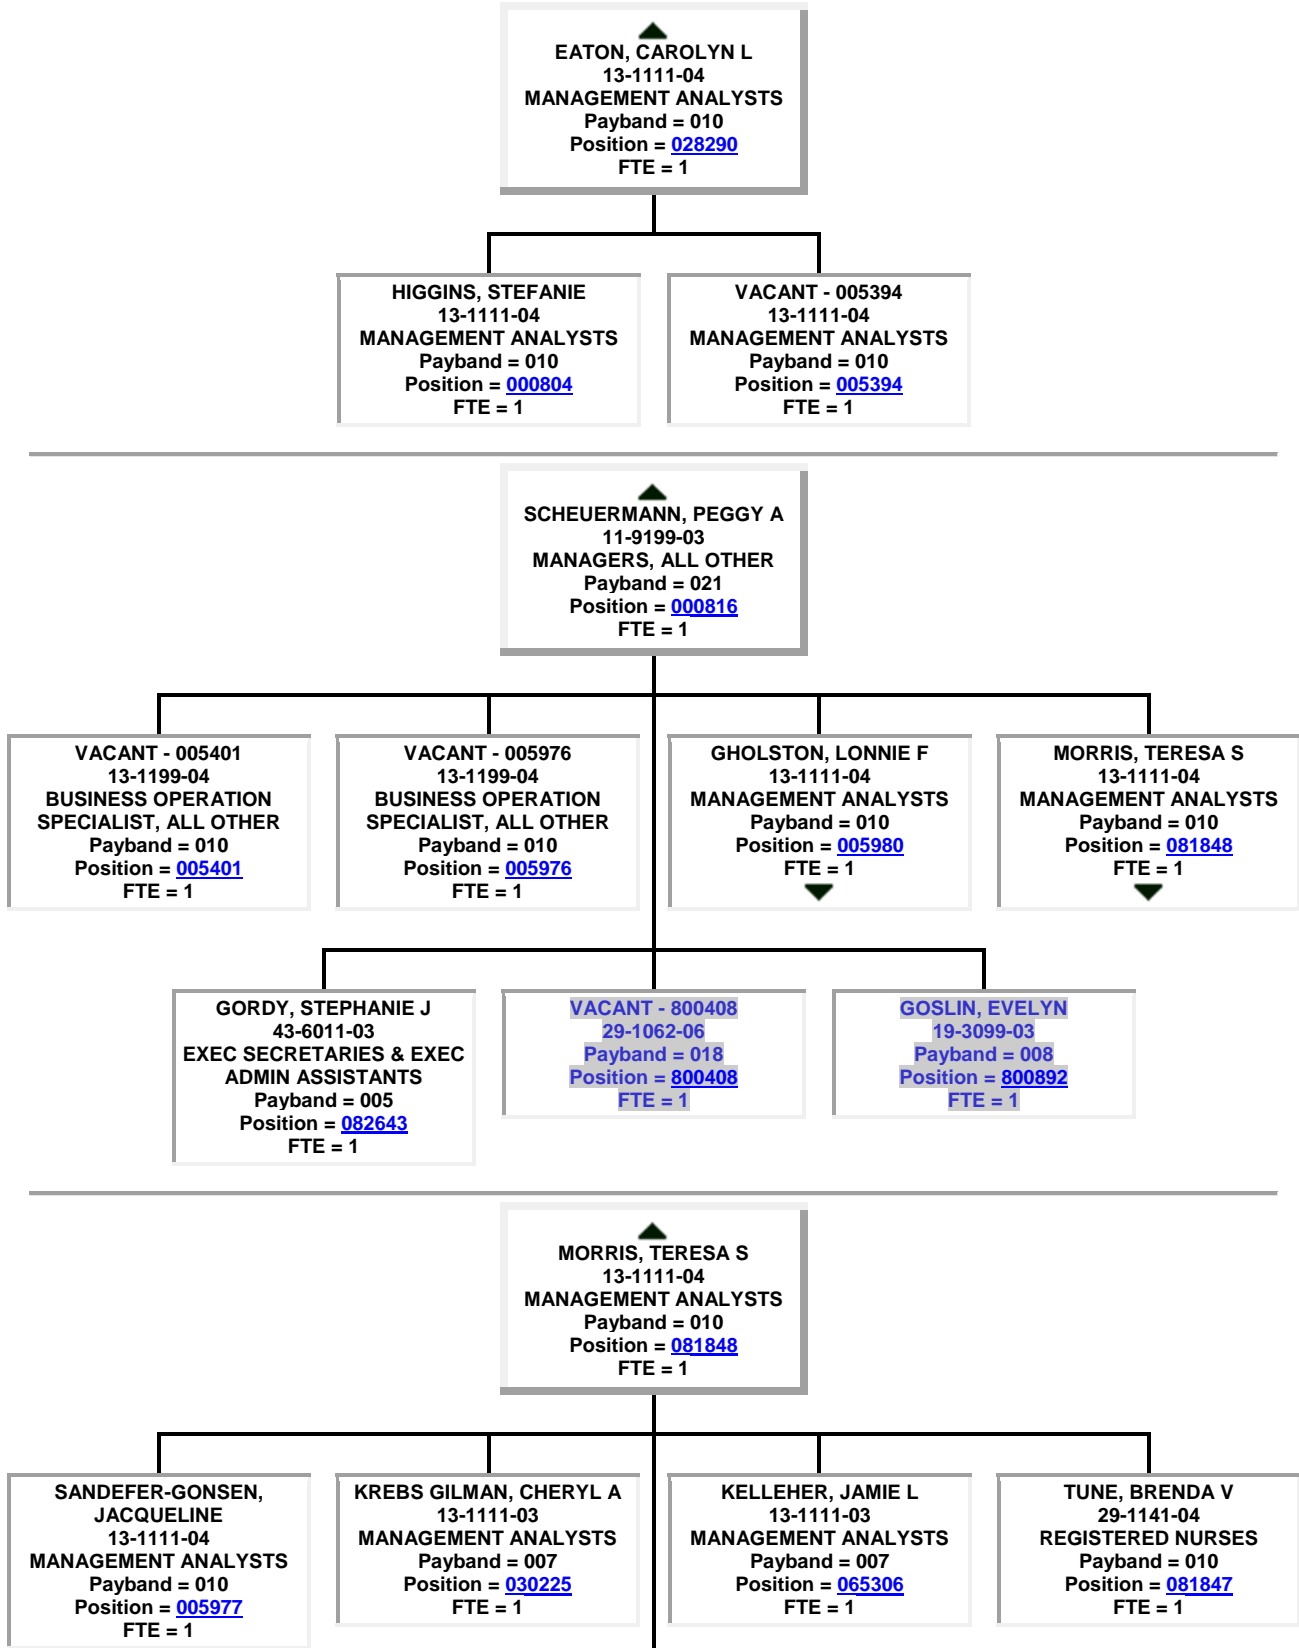 EATON, CAROLYN L
13-1111-04
MANAGEMENT ANALYSTS
Payband = 010
Position = 028290
FTE = 1
HIGGINS, STEFANIE
13-1111-04
MANAGEMENT ANALYSTS
Payband = 010
Position = 000804
FTE = 1
VACANT - 005394
13-1111-04
MANAGEMENT ANALYSTS
Payband = 010
Position = 005394
FTE = 1
SCHEUERMANN, PEGGY A
11-9199-03
MANAGERS, ALL OTHER
Payband = 021
Position = 000816
FTE = 1
VACANT - 005401
13-1199-04
BUSINESS OPERATION
SPECIALIST, ALL OTHER
Payband = 010
Position = 005401
FTE = 1
VACANT - 005976
13-1199-04
BUSINESS OPERATION
SPECIALIST, ALL OTHER
Payband = 010
Position = 005976
FTE = 1
GHOLSTON, LONNIE F
13-1111-04
MANAGEMENT ANALYSTS
Payband = 010
Position = 005980
FTE = 1
MORRIS, TERESA S
13-1111-04
MANAGEMENT ANALYSTS
Payband = 010
Position = 081848
FTE = 1
GORDY, STEPHANIE J
43-6011-03
EXEC SECRETARIES & EXEC
ADMIN ASSISTANTS
Payband = 005
Position = 082643
FTE = 1
VACANT - 800408
29-1062-06
Payband = 018
Position = 800408
FTE = 1
GOSLIN, EVELYN
19-3099-03
Payband = 008
Position = 800892
FTE = 1
MORRIS, TERESA S
13-1111-04
MANAGEMENT ANALYSTS
Payband = 010
Position = 081848
FTE = 1
SANDEFER-GONSEN,
JACQUELINE
13-1111-04
MANAGEMENT ANALYSTS
Payband = 010
Position = 005977
FTE = 1
KREBS GILMAN, CHERYL A
13-1111-03
MANAGEMENT ANALYSTS
Payband = 007
Position = 030225
FTE = 1
KELLEHER, JAMIE L
13-1111-03
MANAGEMENT ANALYSTS
Payband = 007
Position = 065306
FTE = 1
TUNE, BRENDA V
29-1141-04
REGISTERED NURSES
Payband = 010
Position = 081847
FTE = 1